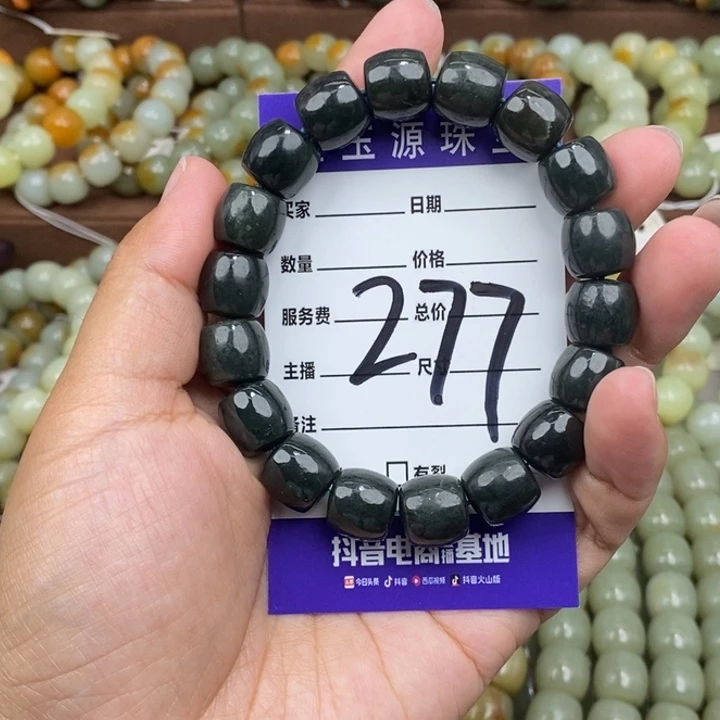 玉源珠
买家 日期
数量 价格
服务费 总价
277
主播 尺寸
备注
有裂
抖音电商直播基地
今日头条 抖音 西瓜视频 抖音火山版